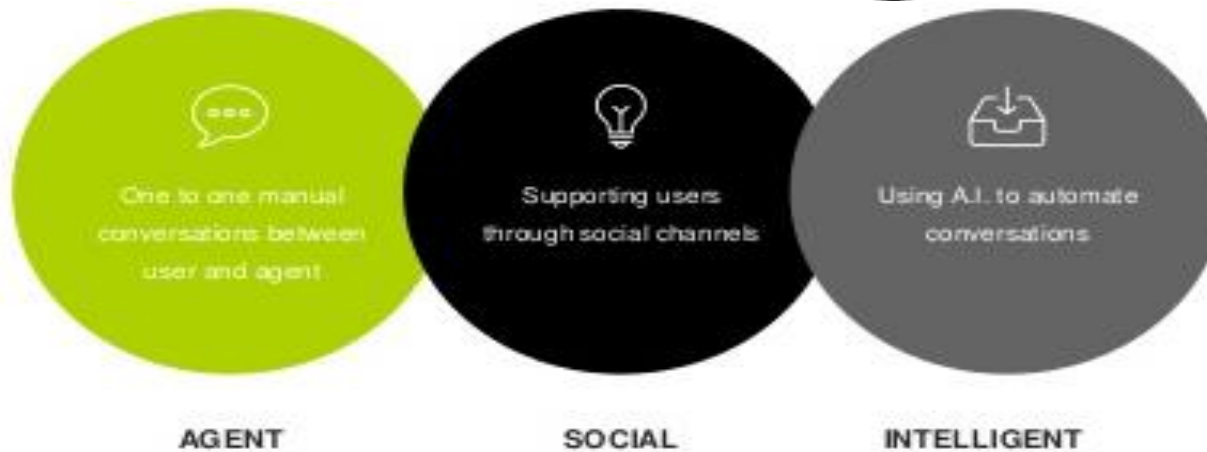 One to one manual
conversations between
user and agent
Supporting users
through social channels
Using A.I. to automate
conversations
AGENT
SOCIAL
INTELLIGENT